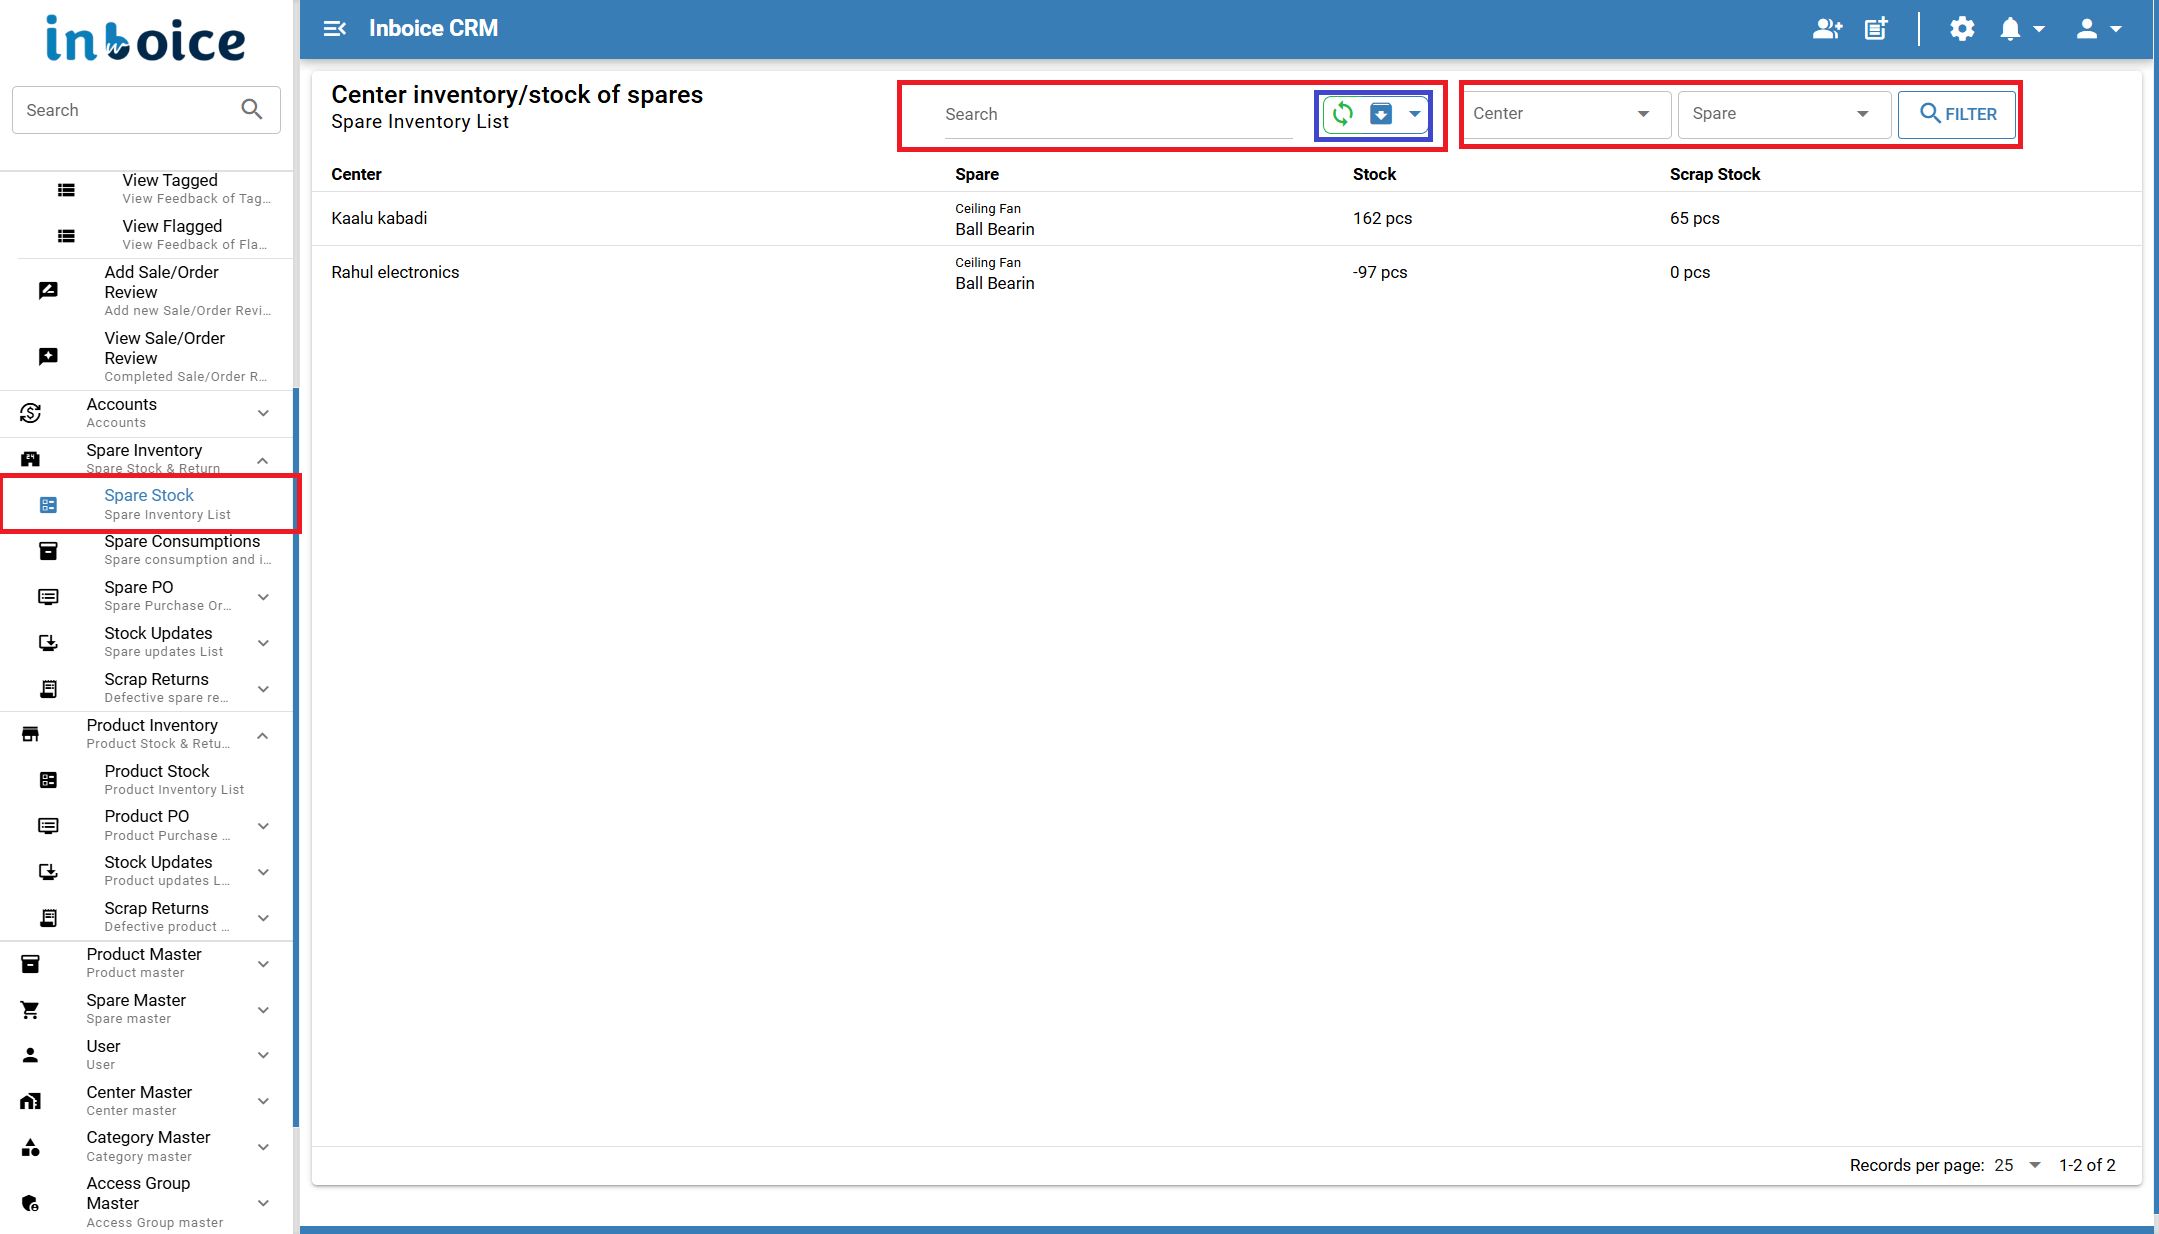 inboice
Search
View Tagged
View Feedback of Tag...
View Flagged
View Feedback of Fla...
Add Sale/Order
Review
Add new Sale/Order Revi...
View Sale/Order
Review
Completed Sale/Order R...
Accounts
Accounts
Spare Inventory
Spare Stock & Return
Spare Stock
Spare Inventory List
Spare Consumptions
Spare consumption and i...
Spare PO
Spare Purchase Or...
Stock Updates
Spare updates List
Scrap Returns
Defective spare re...
Product Inventory
Product Stock & Retu...
Product Stock
Product Inventory List
Product PO
Product Purchase ...
Stock Updates
Product updates L...
Scrap Returns
Defective product ...
Product Master
Product master
Spare Master
Spare master
User
User
Center Master
Center master
Category Master
Category master
Access Group
Master
Access Group master
Inboice CRM
Center inventory/stock of spares
Spare Inventory List
Search
Center
Spare
FILTER
Center Spare Stock Scrap Stock
Ceiling Fan
Kaalu kabadi Ball Bearin 162 pcs 65 pcs
Ceiling Fan
Rahul electronics Ball Bearin -97 pcs 0 pcs
Records per page: 25 1-2 of 2